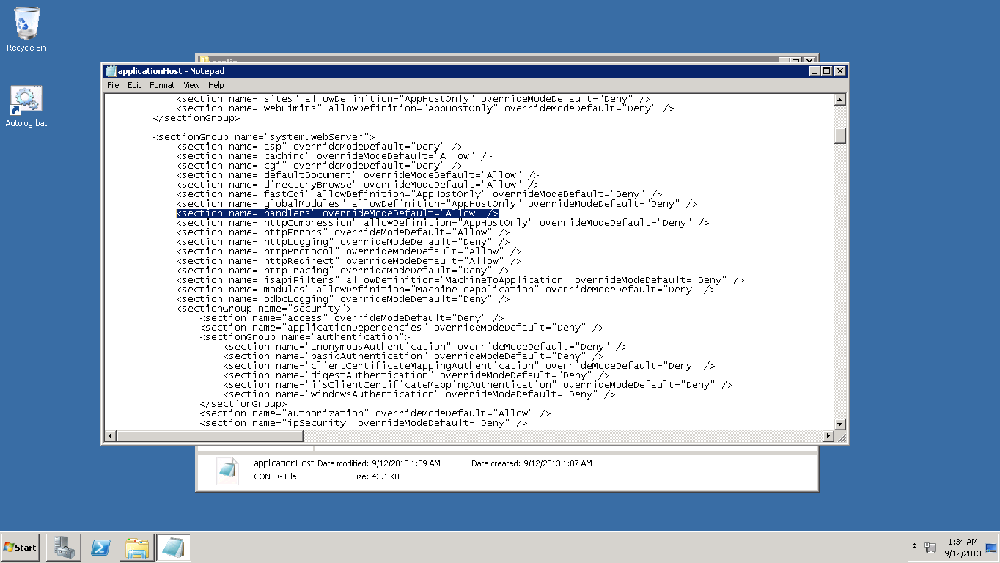 Recycle Bin
Autolog.bat
config
applicationHost - Notepad
File Edit Format View Help
<section name="sites" allowDefinition="AppHostOnly" overrideModeDefault="Deny" />
<section name="webLimits" allowDefinition="AppHostOnly" overrideModeDefault="Deny" />
</sectionGroup>
<sectionGroup name="system.webServer">
<section name="asp" overrideModeDefault="Deny" />
<section name="caching" overrideModeDefault="Allow" />
<section name="cgi" overrideModeDefault="Deny" />
<section name="defaultDocument" overrideModeDefault="Allow" />
<section name="directoryBrowse" overrideModeDefault="Allow" />
<section name="fastCgi" allowDefinition="AppHostOnly" overrideModeDefault="Deny" />
<section name="globalModules" allowDefinition="AppHostOnly" overrideModeDefault="Deny" />
<section name="handlers" overrideModeDefault="Allow" />
<section name="httpCompression" allowDefinition="AppHostOnly" overrideModeDefault="Deny" />
<section name="httpErrors" overrideModeDefault="Allow" />
<section name="httpLogging" overrideModeDefault="Deny" />
<section name="httpProtocol" overrideModeDefault="Allow" />
<section name="httpRedirect" overrideModeDefault="Allow" />
<section name="httpTracing" overrideModeDefault="Deny" />
<section name="isapiFilters" allowDefinition="MachineToApplication" overrideModeDefault="Deny" />
<section name="modules" allowDefinition="MachineToApplication" overrideModeDefault="Deny" />
<section name="odbcLogging" overrideModeDefault="Deny" />
<sectionGroup name="security">
<section name="access" overrideModeDefault="Deny" />
<section name="applicationDependencies" overrideModeDefault="Deny" />
<sectionGroup name="authentication">
<section name="anonymousAuthentication" overrideModeDefault="Deny" />
<section name="basicAuthentication" overrideModeDefault="Deny" />
<section name="clientCertificateMappingAuthentication" overrideModeDefault="Deny" />
<section name="digestAuthentication" overrideModeDefault="Deny" />
<section name="iisClientCertificateMappingAuthentication" overrideModeDefault="Deny" />
<section name="windowsAuthentication" overrideModeDefault="Deny" />
</sectionGroup>
<section name="authorization" overrideModeDefault="Allow" />
<section name="ipSecurity" overrideModeDefault="Deny" />
applicationHost Date modified: 9/12/2013 1:09 AM Date created: 9/12/2013 1:07 AM
CONFIG File Size: 43.1 KB
Start
1:34 AM
9/12/2013